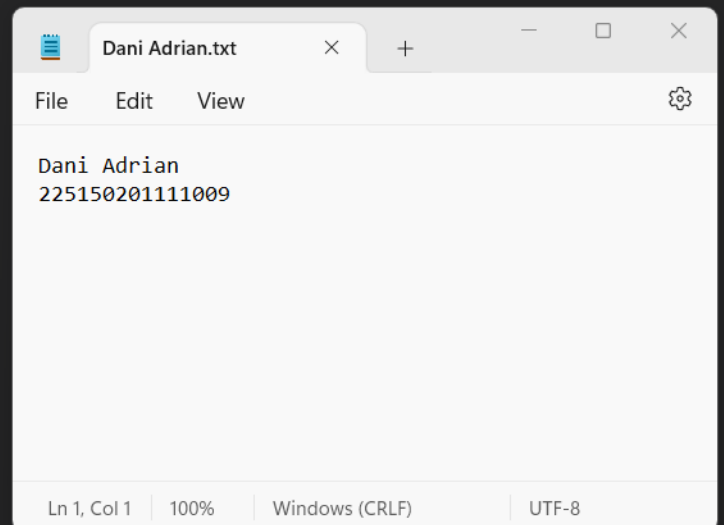 Dani Adrian.txt
File Edit View
Dani Adrian
225150201111009
Ln 1, Col 1 100% Windows (CRLF) UTF-8